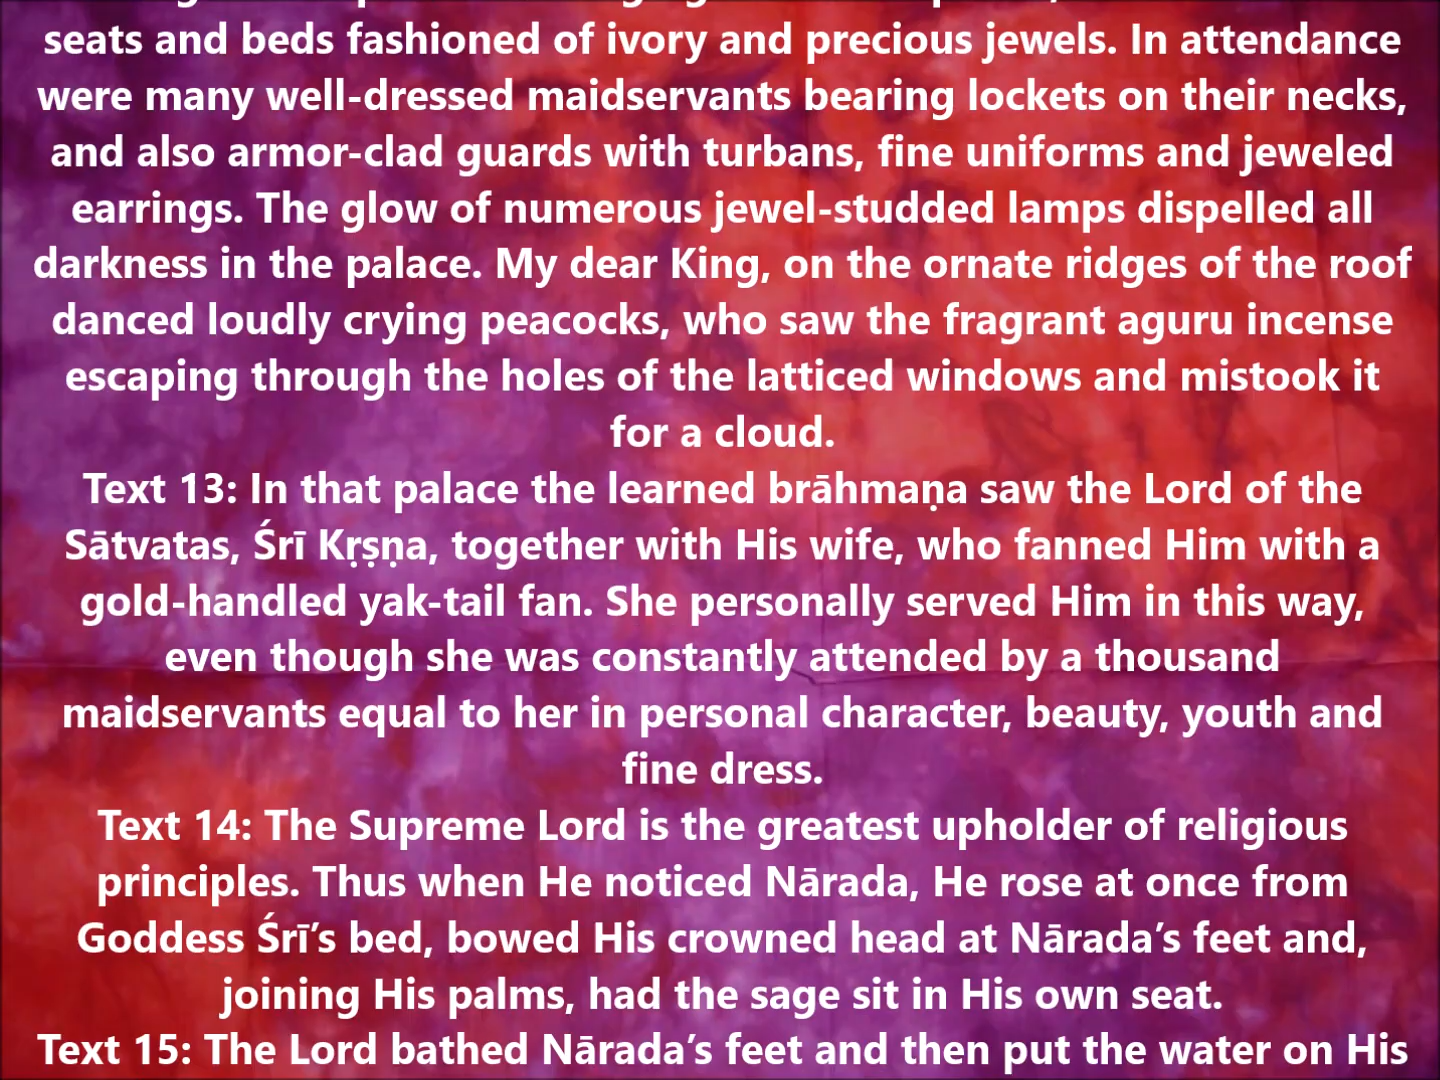 seats and beds fashioned of ivory and precious jewels. In attendance
were many well-dressed maidservants bearing lockets on their necks,
and also armor-clad guards with turbans, fine uniforms and jeweled
earrings. The glow of numerous jewel-studded lamps dispelled all
darkness in the palace. My dear King, on the ornate ridges of the roof
danced loudly crying peacocks, who saw the fragrant aguru incense
escaping through the holes of the latticed windows and mistook it
for a cloud.
Text 13: In that palace the learned brāhmaṇa saw the Lord of the
Sātvatas, Śrī Kṛṣṇa, together with His wife, who fanned Him with a
gold-handled yak-tail fan. She personally served Him in this way,
even though she was constantly attended by a thousand
maidservants equal to her in personal character, beauty, youth and
fine dress.
Text 14: The Supreme Lord is the greatest upholder of religious
principles. Thus when He noticed Nārada, He rose at once from
Goddess Śrī’s bed, bowed His crowned head at Nārada’s feet and,
joining His palms, had the sage sit in His own seat.
Text 15: The Lord bathed Nārada’s feet and then put the water on His